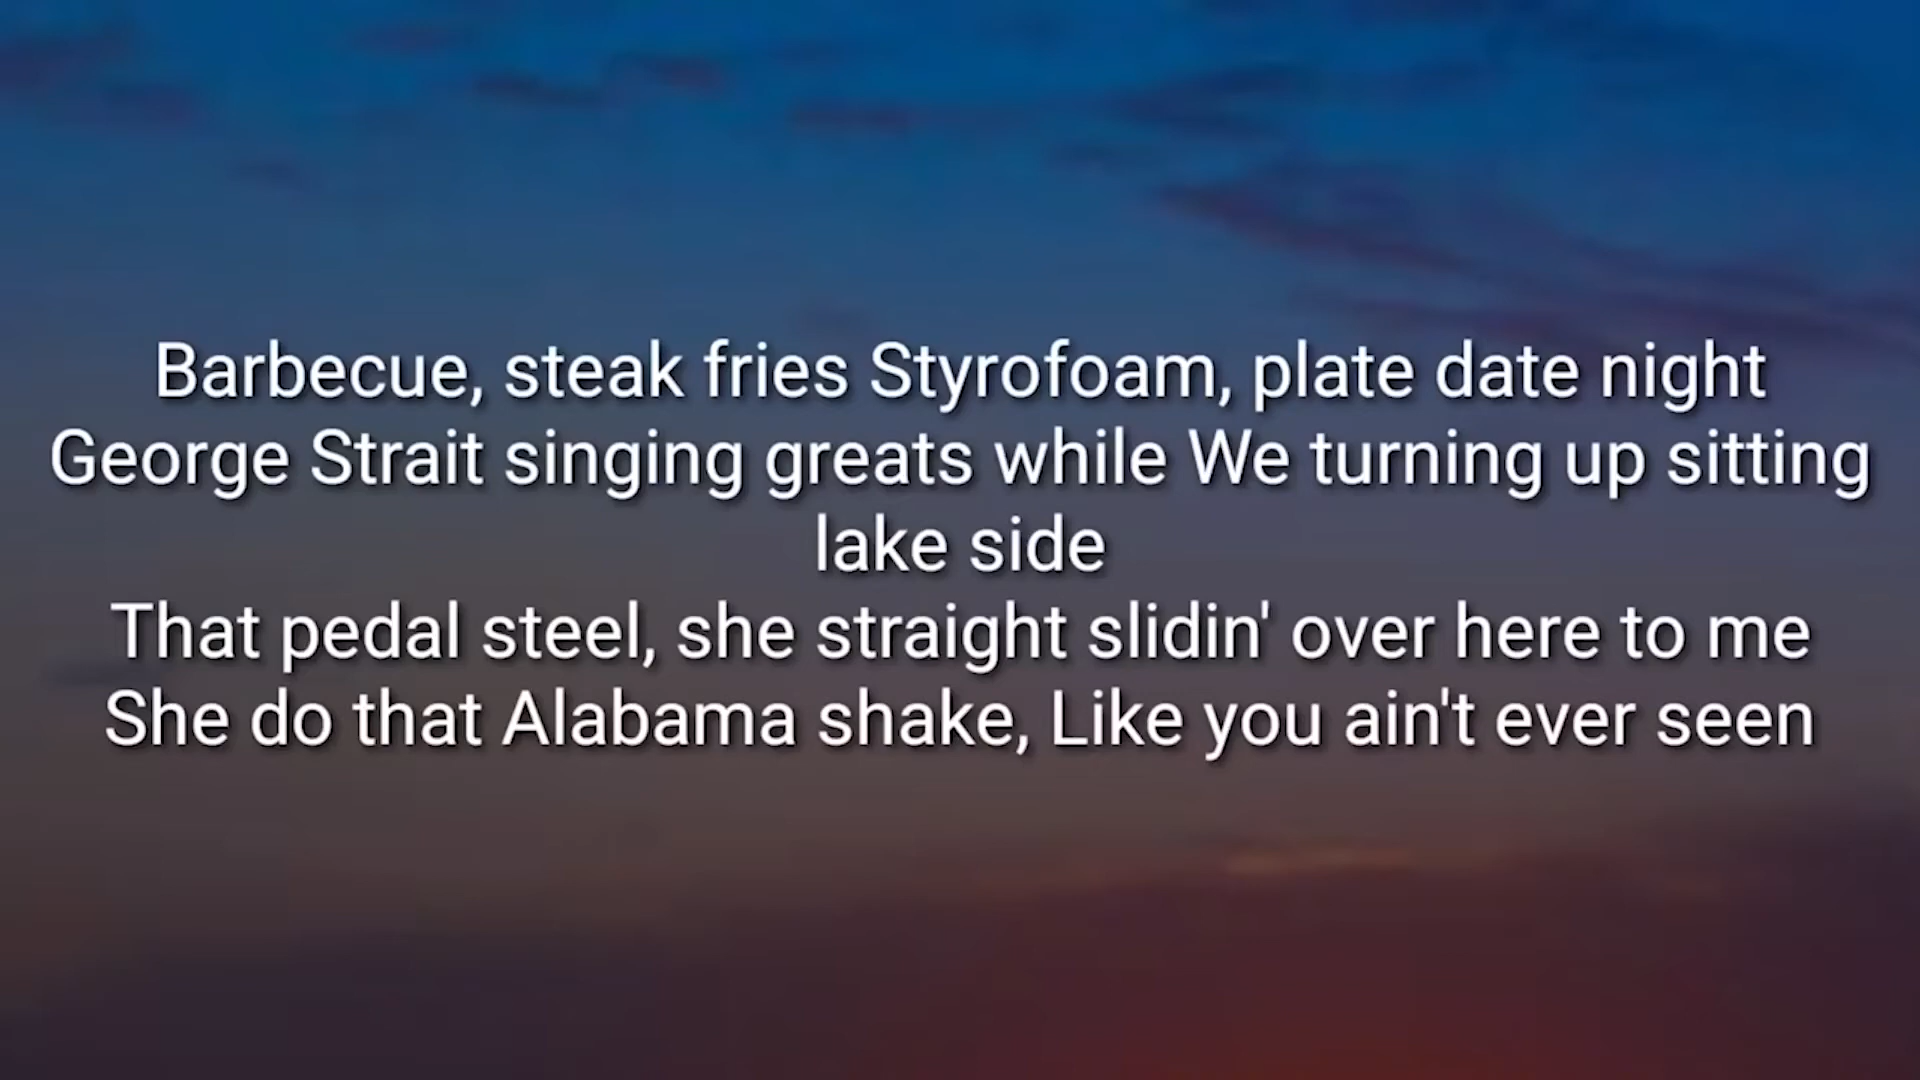 Barbecue, steak fries Styrofoam, plate date night
George Strait singing greats while We turning up sitting
lake side
That pedal steel, she straight slidin' over here to me
She do that Alabama shake, Like you ain't ever seen